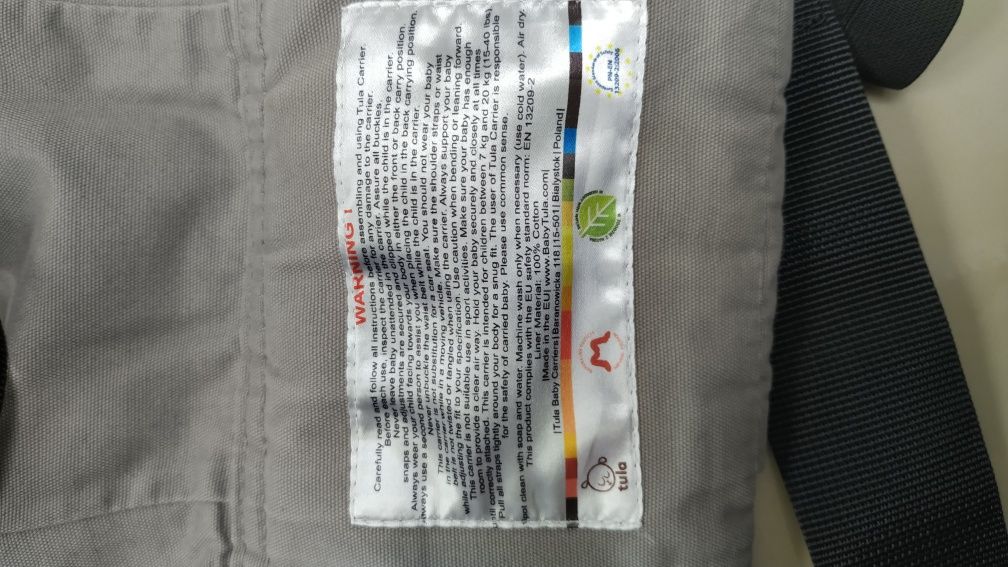 WARNING !
Carefully read and follow all instructions before assembling and using Tula Carrier.
Before each use, inspect the carrier for any damage to the carrier.
Never leave baby unattended in the carrier. Assure all buckles,
snaps and adjustments are secured and clipped while the child is in the carrier
Always wear your child facing towards your body in either the front or back carry position.
Always use a second person to assist you when placing the child in the back carrying position.
Never unbuckle the waist belt while the child is in the carrier.
This carrier is not substitution for a car seat. You should not wear your baby
in the carrier while in a moving vehicle. Make sure the shoulder straps or waist
belt is not twisted or tangled when using the carrier. Always support your baby
while adjusting the fit to your specification. Use caution when bending or leaning forward.
This carrier is not suitable use in sport activities. Make sure your baby has enough
room to provide a clear air way. Hold your baby securely and closely at all times
until correctly attached. This carrier is intended for children between 7 kg and 20 kg (15-40 lbs).
Pull all straps tightly around your body for a snug fit. The user of Tula Carrier is responsible
for the safety of carried baby. Please use common sense.
Spot clean with soap and water. Machine wash only when necessary (use cold water). Air dry.
This product complies with the EU safety standard norm: EN 13209-2
Liner Material: 100% Cotton
|Made in the EU| www.BabyTula.com|
|Tula Baby Carriers|Baranowicka 118|15-501| Bialystok | Poland|
tula
PN-EN
13209-2:2006